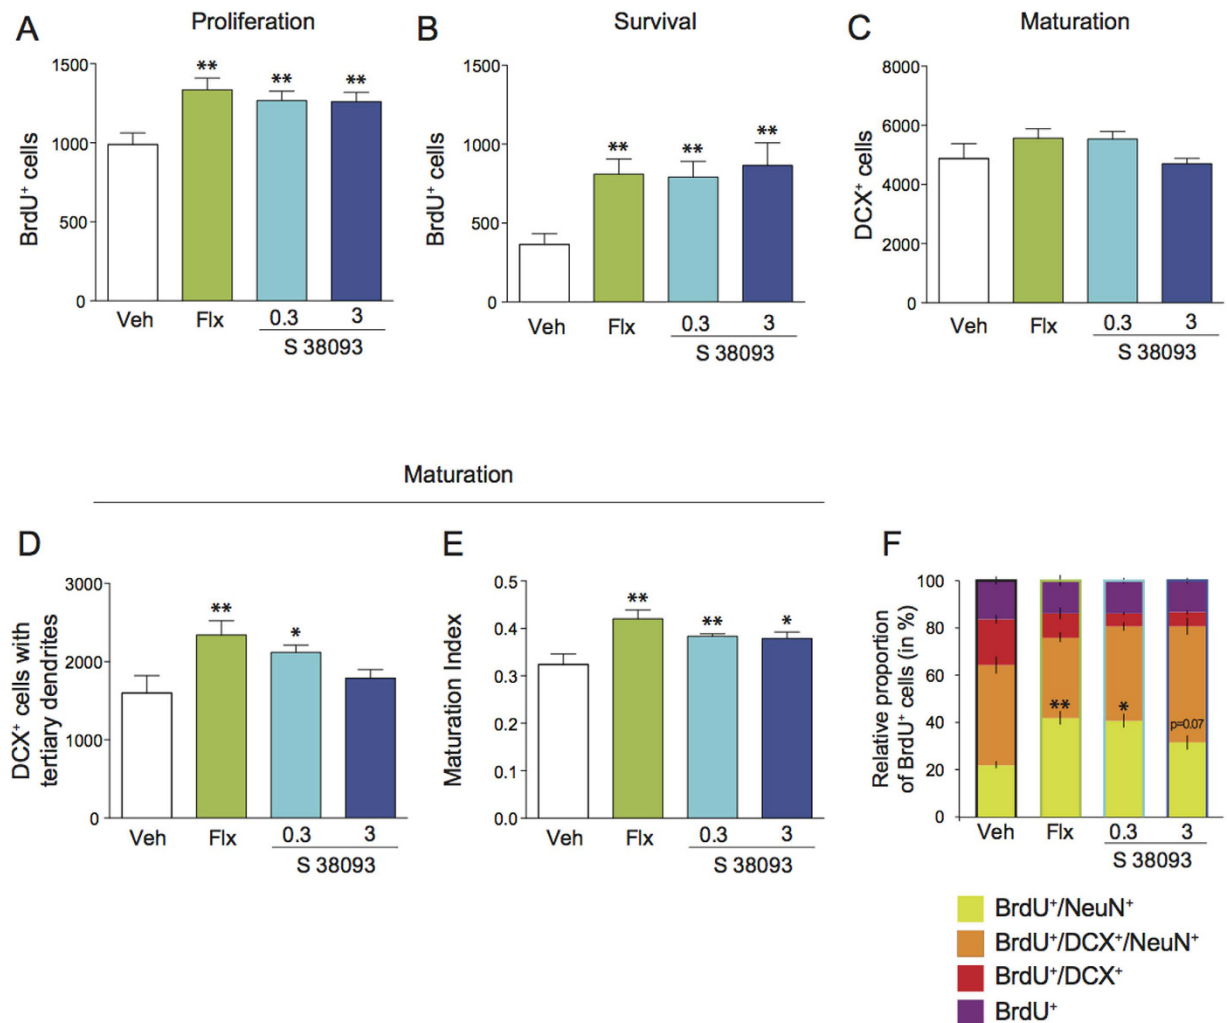 A
Proliferation
BrdU⁺ cells
1500
1000
500
0
**
**
**
Veh
Flx
0.3
3
S 38093
B
Survival
BrdU⁺ cells
1500
1000
500
0
**
**
**
Veh
Flx
0.3
3
S 38093
C
Maturation
DCX⁺ cells
8000
6000
4000
2000
0
Veh
Flx
0.3
3
S 38093
Maturation
D
DCX⁺ cells with
tertiary dendrites
3000
2000
1000
0
**
*
Veh
Flx
0.3
3
S 38093
E
Maturation Index
0.5
0.4
0.3
0.2
0.1
0.0
**
**
*
Veh
Flx
0.3
3
S 38093
F
Relative proportion
of BrdU⁺ cells (in %)
100
80
60
40
20
0
**
*
p=0.07
Veh
Flx
0.3
3
S 38093
BrdU⁺/NeuN⁺
BrdU⁺/DCX⁺/NeuN⁺
BrdU⁺/DCX⁺
BrdU⁺